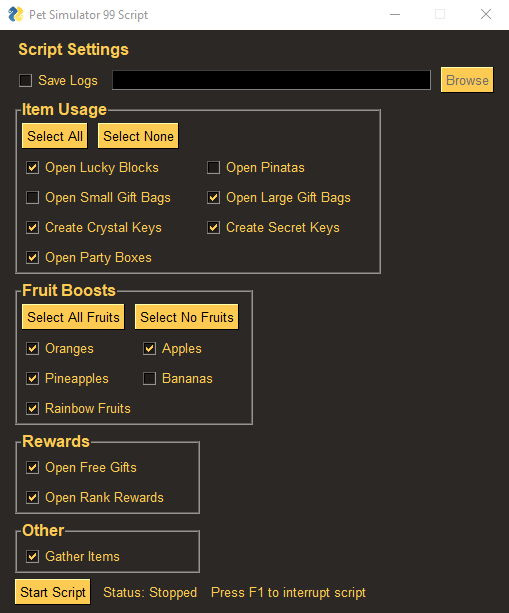 Pet Simulator 99 Script
Script Settings
Save Logs Browse
Item Usage
Select All Select None
Open Lucky Blocks Open Pinatas
Open Small Gift Bags Open Large Gift Bags
Create Crystal Keys Create Secret Keys
Open Party Boxes
Fruit Boosts
Select All Fruits Select No Fruits
Oranges Apples
Pineapples Bananas
Rainbow Fruits
Rewards
Open Free Gifts
Open Rank Rewards
Other
Gather Items
Start Script Status: Stopped Press F1 to interrupt script